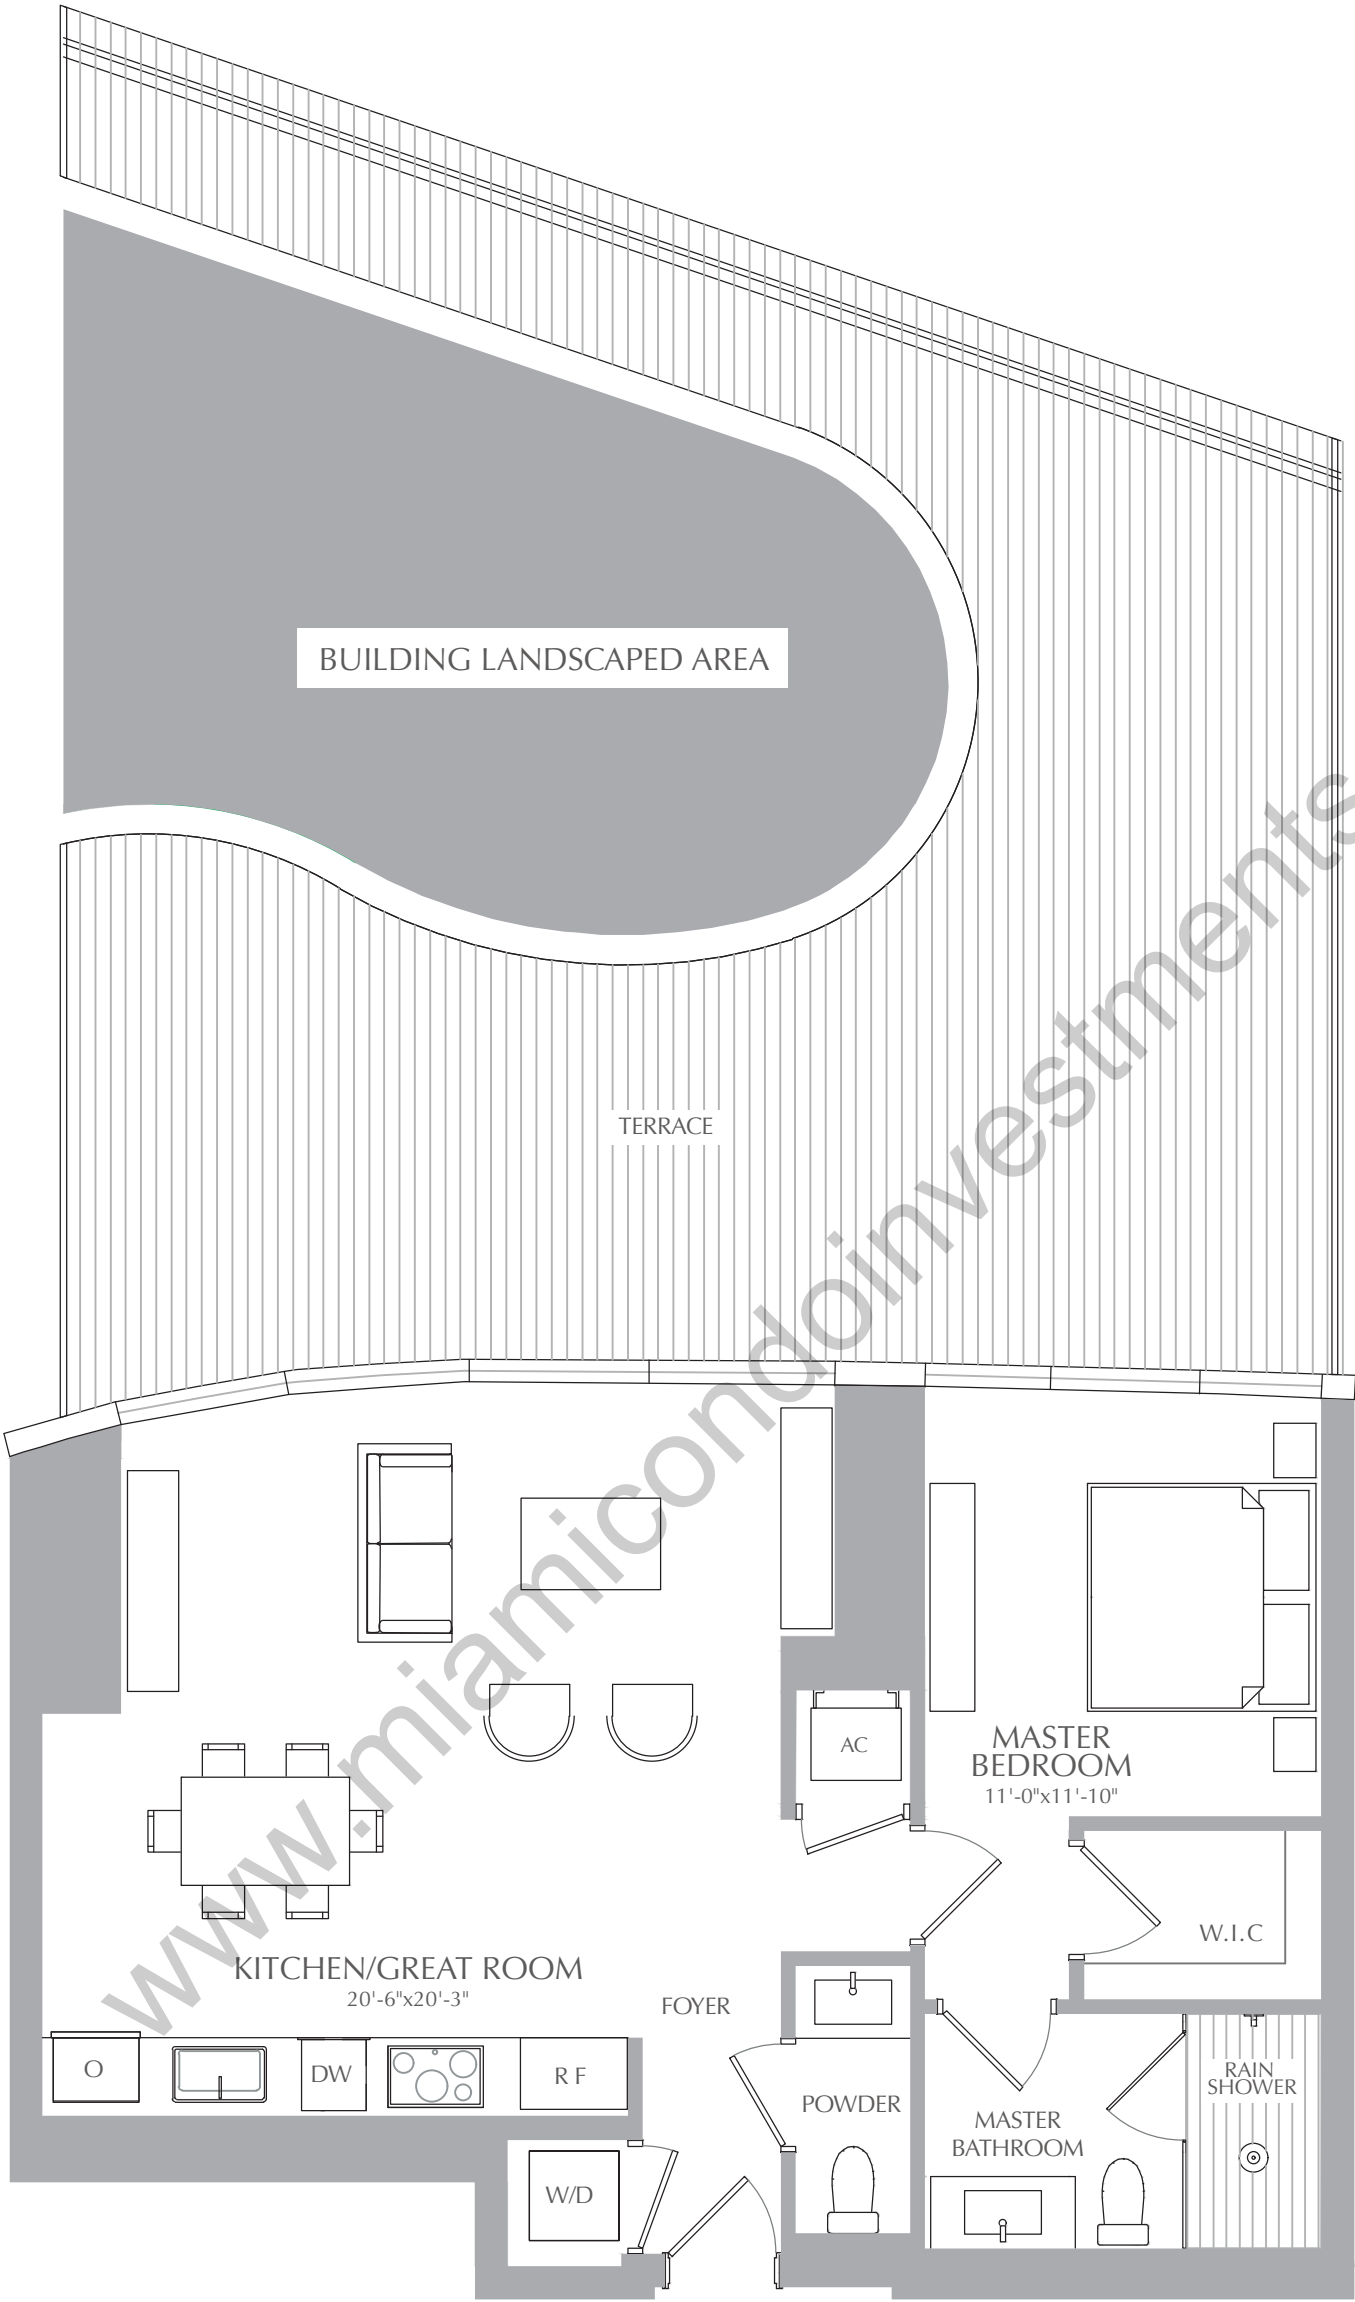 BUILDING LANDSCAPED AREA
TERRACE
www.miamicondoinvestments
AC
MASTER
BEDROOM
11'-0"x11'-10"
W.I.C
KITCHEN/GREAT ROOM
20'-6"x20'-3"
FOYER
O
DW
R F
POWDER
RAIN
SHOWER
MASTER
BATHROOM
W/D